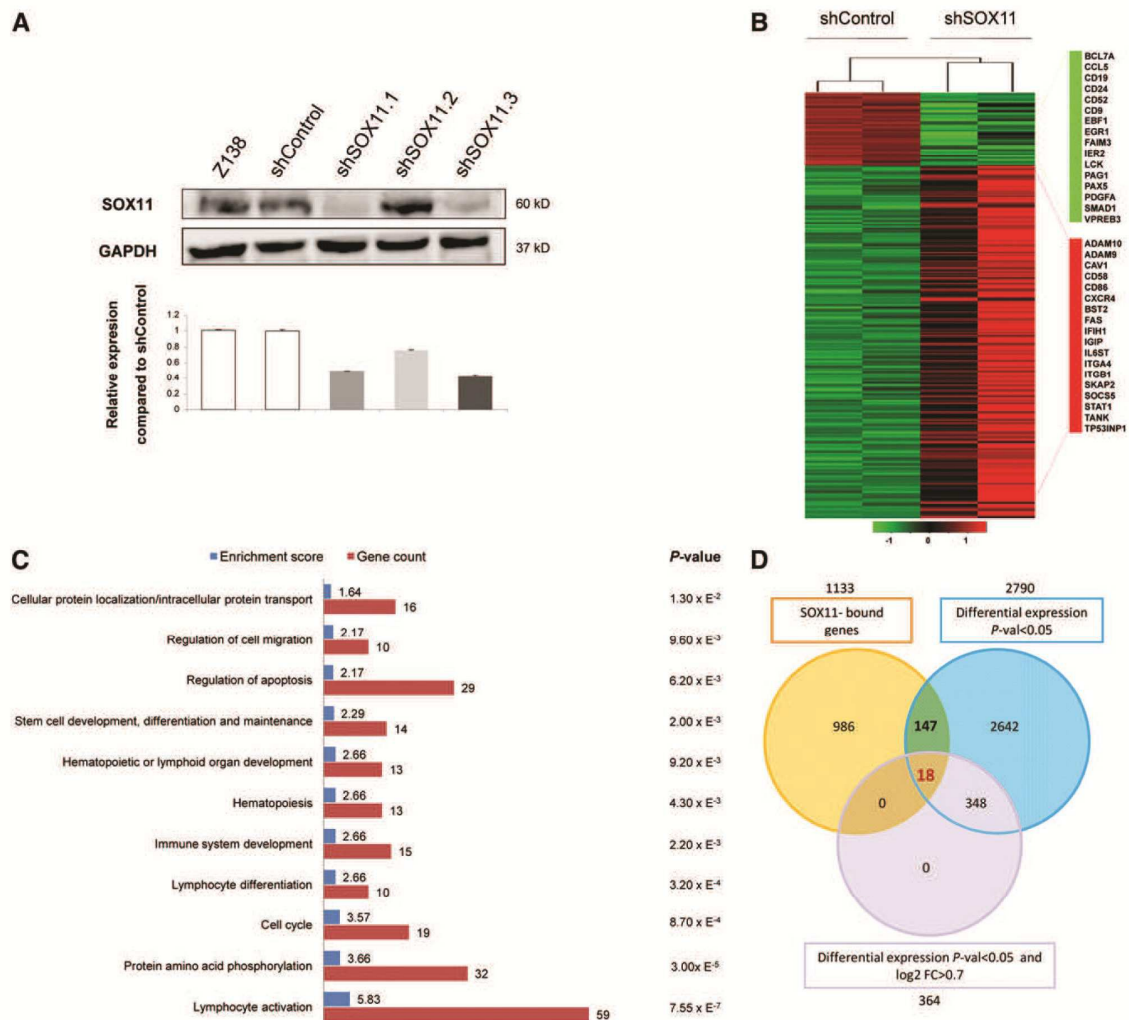 A
Z138
shControl
shSOX11.1
shSOX11.2
shSOX11.3
SOX11
60 kD
GAPDH
37 kD
Relative expression
compared to shControl
1.2
1
0.8
0.6
0.4
0.2
0
B
shControl
shSOX11
BCL7A
CCL5
CD19
CD24
CD52
CD9
EBF1
EGR1
FAIM3
IER2
LCK
PAG1
PAX5
PDGFA
SMAD1
VPREB3
ADAM10
ADAM9
CAV1
CD58
CD86
CXCR4
BST2
FAS
IFIH1
IGIP
IL6ST
ITGA4
ITGB1
SKAP2
SOCS5
STAT1
TANK
TP53INP1
-1 0 1
C
Enrichment score Gene count P-value
Cellular protein localization/intracellular protein transport 1.64 16 1.30 x E-2
Regulation of cell migration 2.17 10 9.60 x E-3
Regulation of apoptosis 2.17 29 6.20 x E-3
Stem cell development, differentiation and maintenance 2.29 14 2.00 x E-3
Hematopoietic or lymphoid organ development 2.66 13 9.20 x E-3
Hematopoiesis 2.66 13 4.30 x E-3
Immune system development 2.66 15 2.20 x E-3
Lymphocyte differentiation 2.66 10 3.20 x E-4
Cell cycle 3.57 19 8.70 x E-4
Protein amino acid phosphorylation 3.66 32 3.00x E-5
Lymphocyte activation 5.83 59 7.55 x E-7
D
1133
SOX11- bound
genes
2790
Differential expression
P-val<0.05
986
147
2642
18
0
348
0
Differential expression P-val<0.05 and
log2 FC>0.7
364